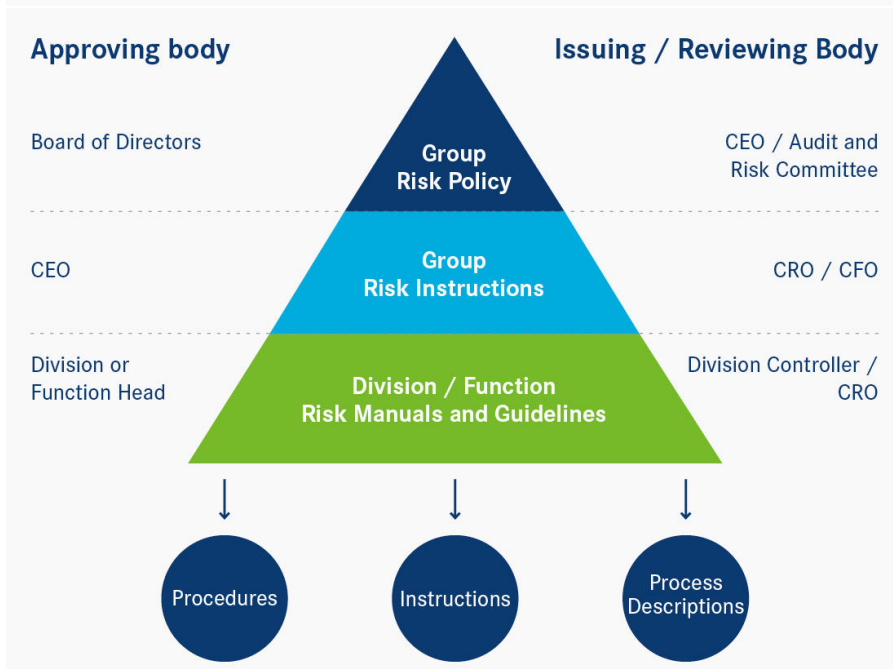 Approving body
Issuing / Reviewing Body
Board of Directors
Group
Risk Policy
CEO / Audit and
Risk Committee
CEO
Group
Risk Instructions
CRO / CFO
Division or
Function Head
Division / Function
Risk Manuals and Guidelines
Division Controller /
CRO
Procedures
Instructions
Process
Descriptions